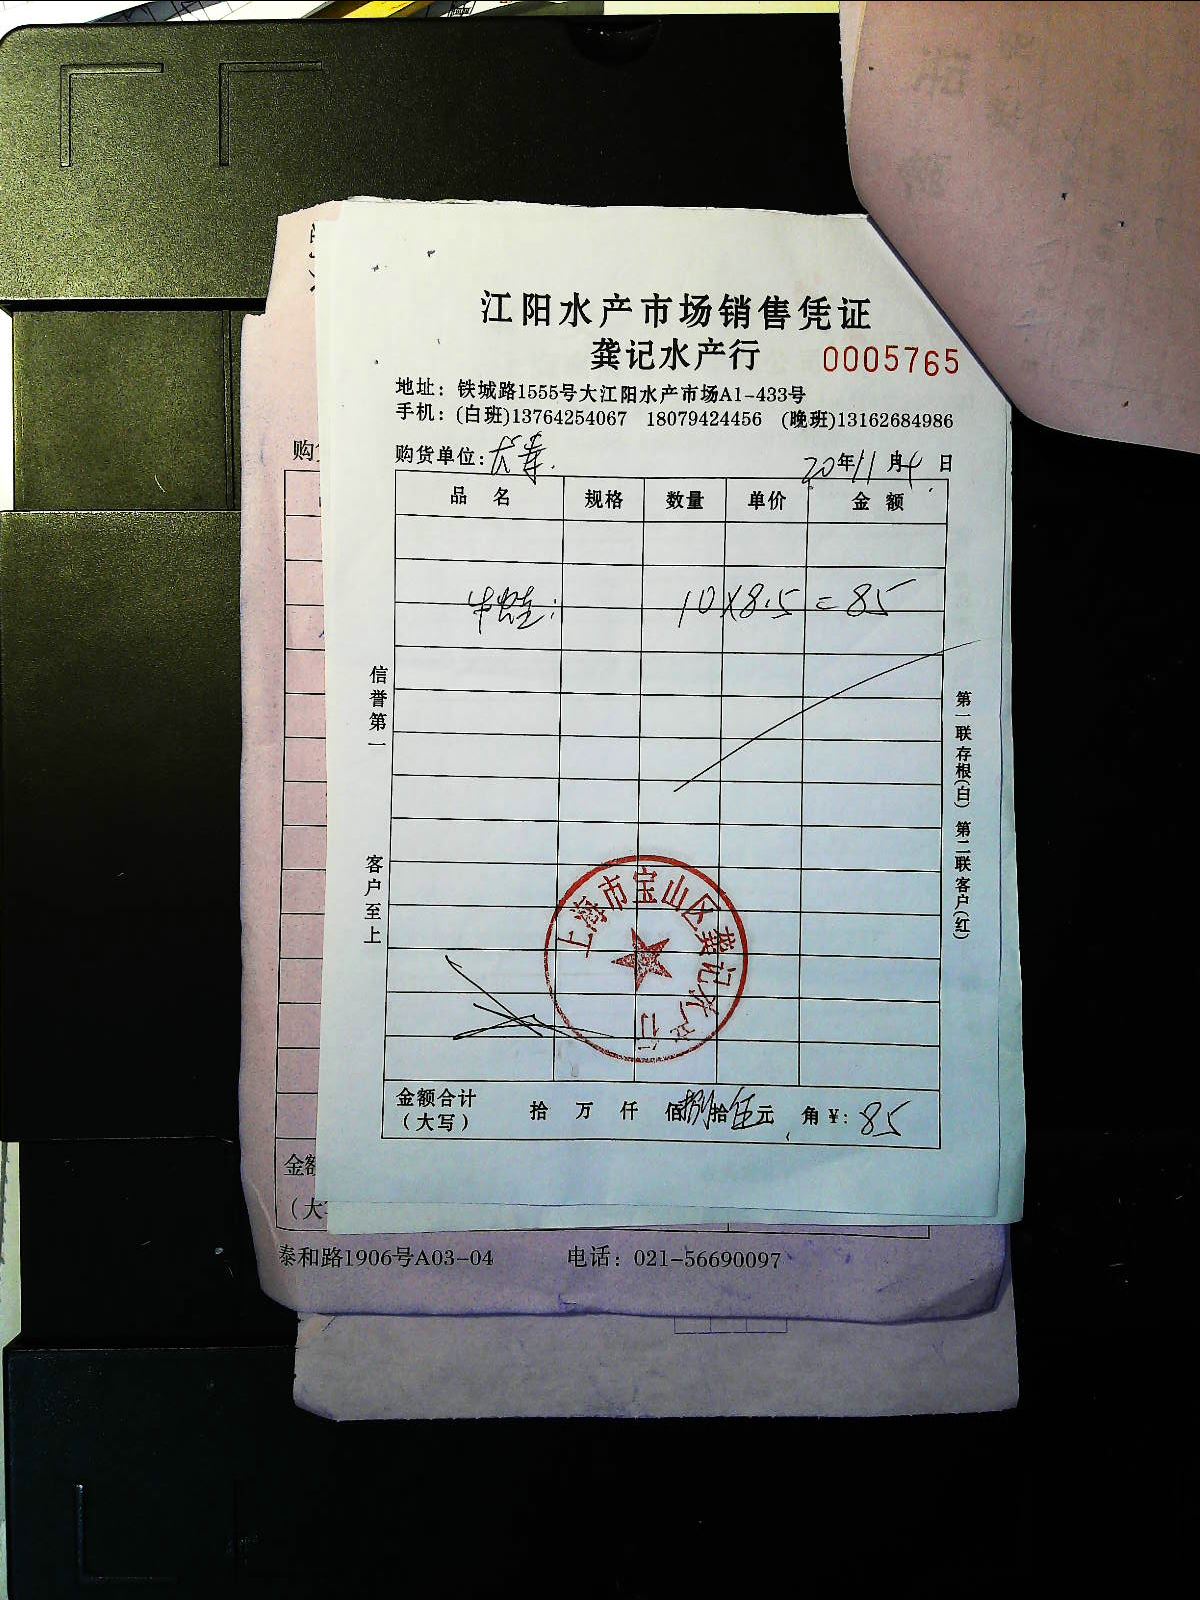 江阳水产市场销售凭证
龚记水产行 0005765
地址：铁城路1555号大江阳水产市场A1-433号
手机：(白班)13764254067 18079424456 (晚班)13162684986
购货单位：
20年11月4日
品名 规格 数量 单价 金额
牛蛙： 10×8.5=85
信誉第一
客户至上
第一联存根(白) 第二联客户(红)
上海市宝山区龚记水产行
金额合计
（大写） 拾 万 仟 佰捌拾伍元 角 ¥：85
购
金额
（大
泰和路1906号A03-04 电话：021-56690097